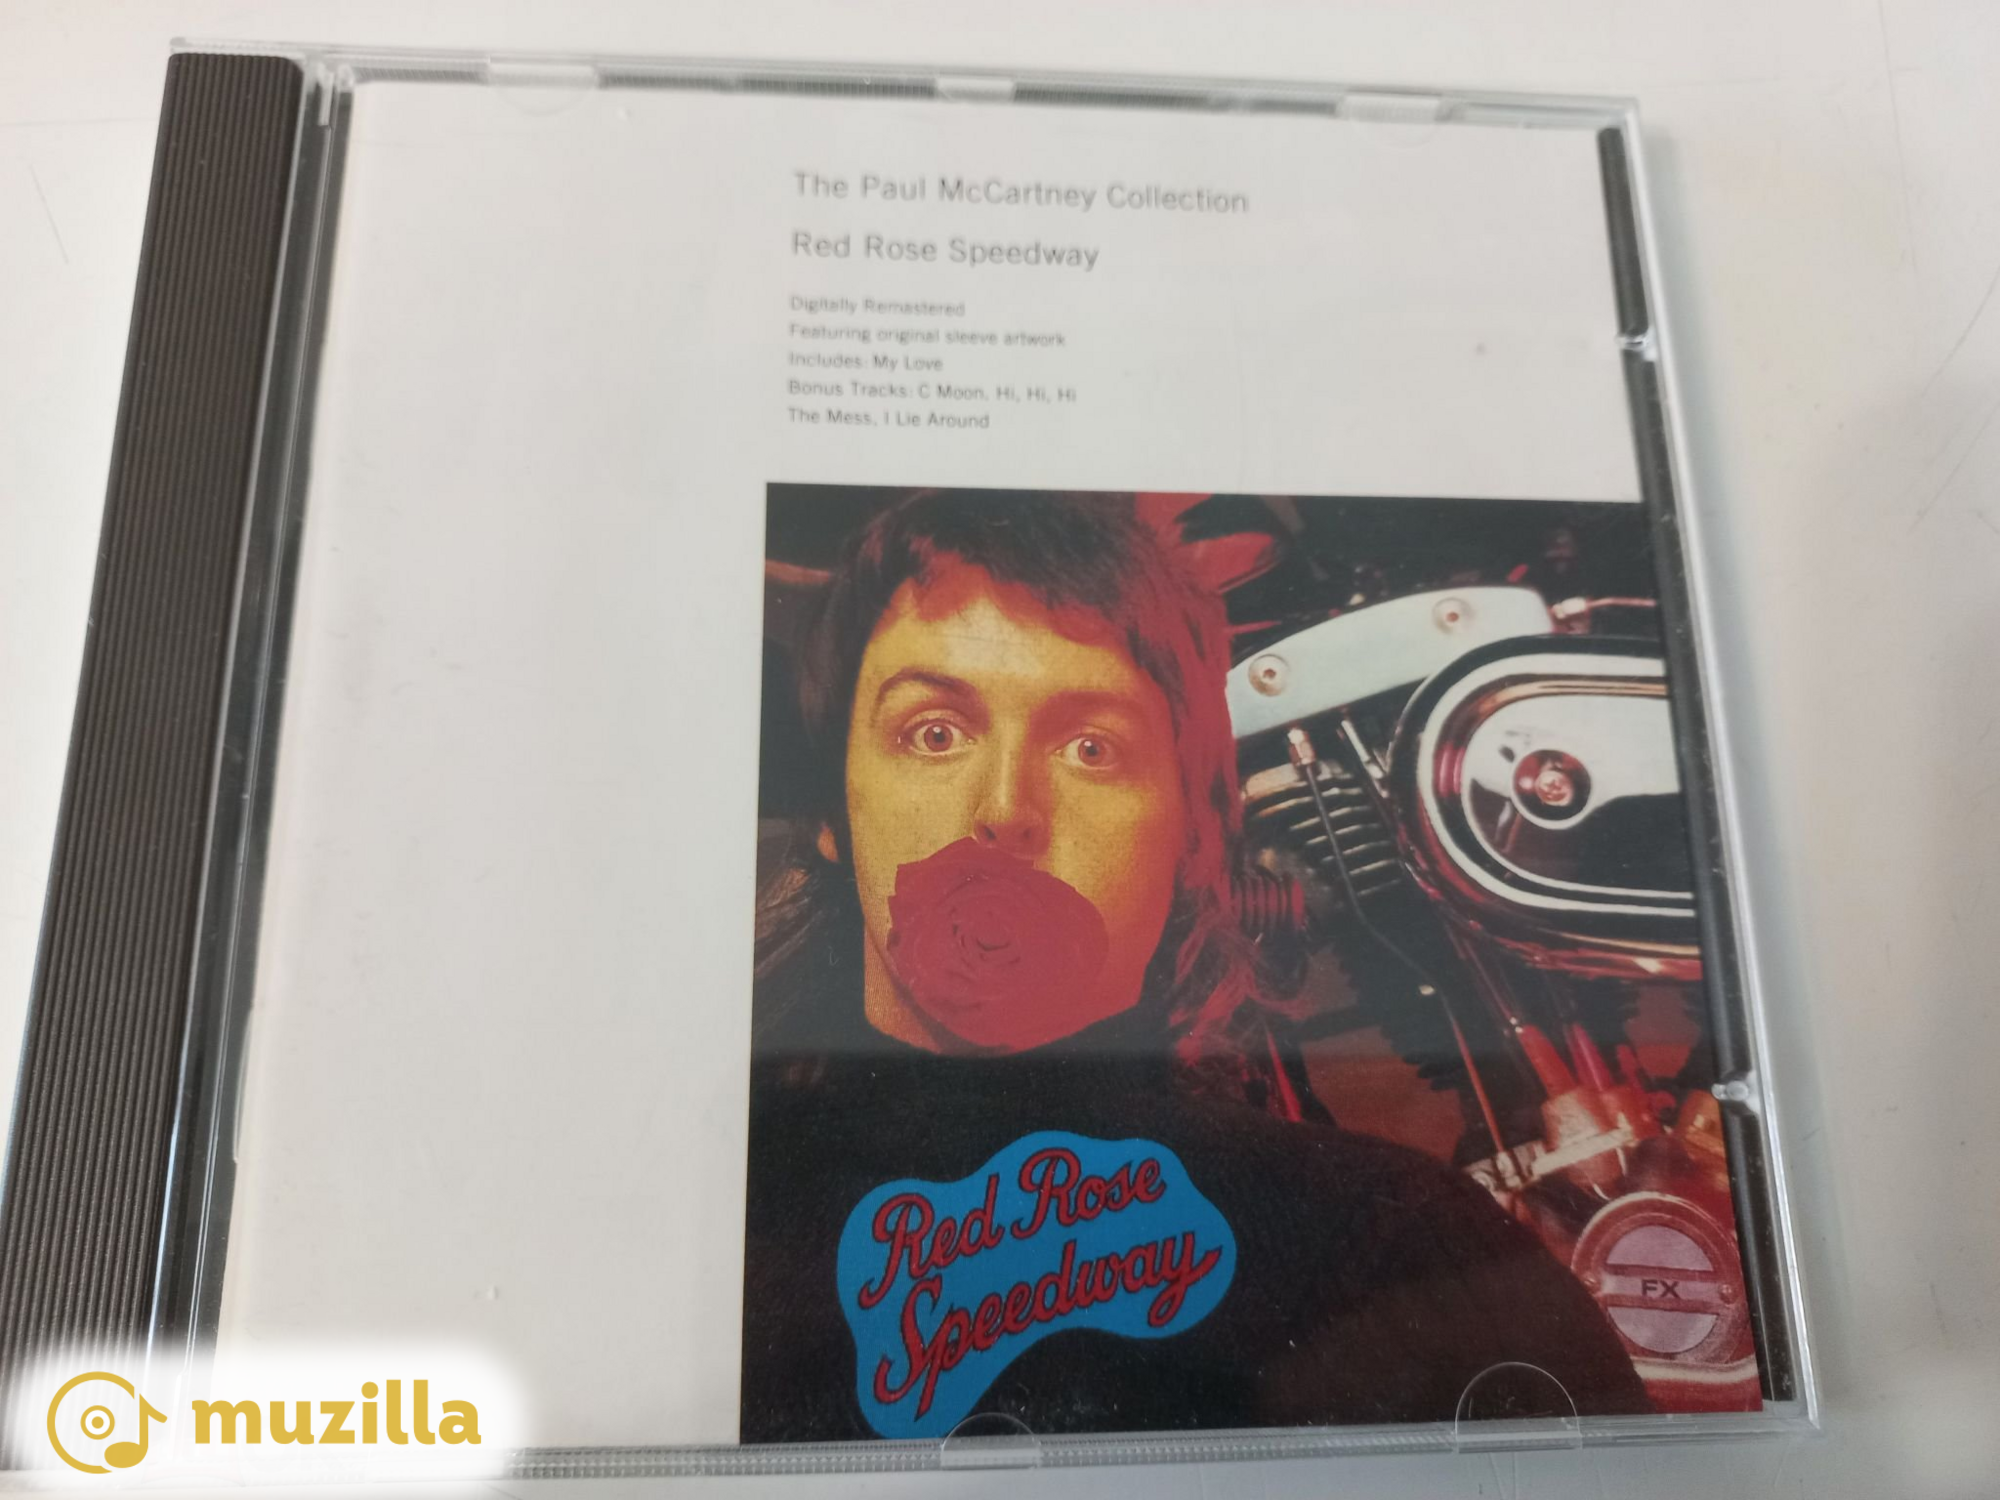 The Paul McCartney Collection
Red Rose Speedway
Digitally Remastered
Featuring original sleeve artwork
Includes: My Love
Bonus Tracks: C Moon, Hi, Hi, Hi
The Mess, I Lie Around
Red Rose
Speedway
FX
muzilla